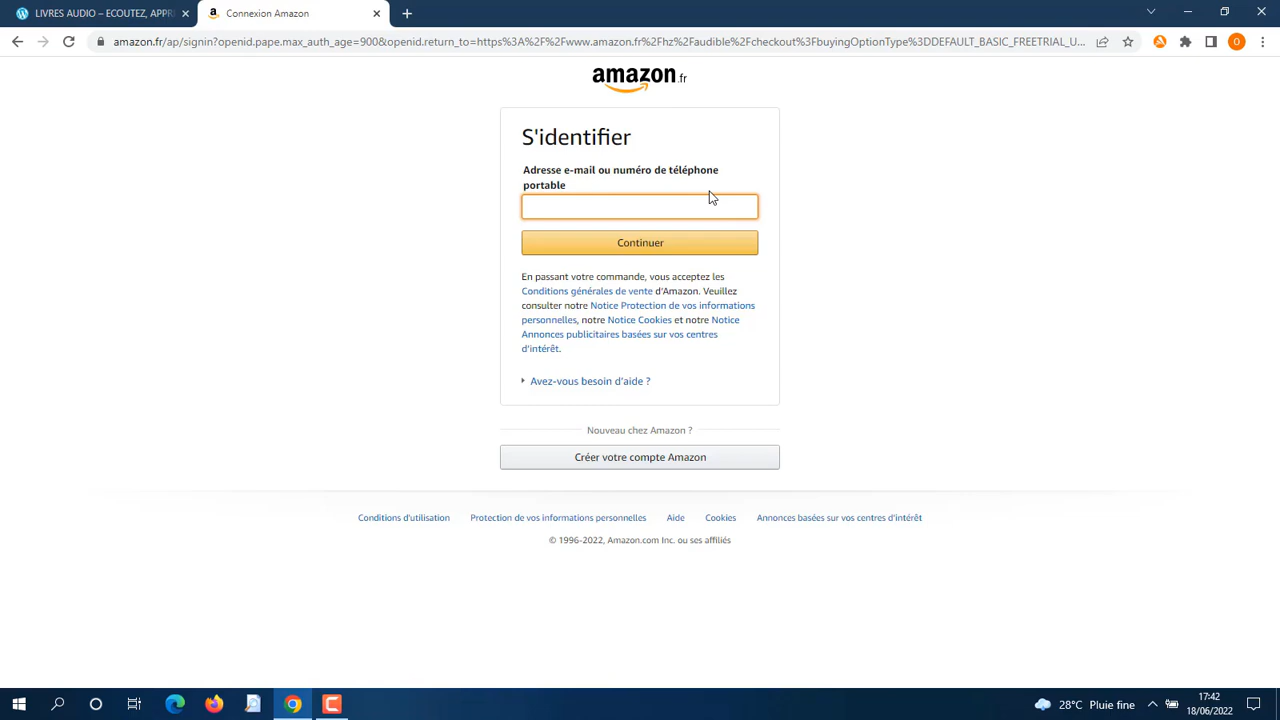 LIVRES AUDIO – ECOUTEZ, APPR
Connexion Amazon
amazon.fr/ap/signin?openid.pape.max_auth_age=900&openid.return_to=https%3A%2F%2Fwww.amazon.fr%2Fhz%2Faudible%2Fcheckout%3FbuyingOptionType%3DDEFAULT_BASIC_FREETRIAL_U...
O
amazon.fr
S'identifier
Adresse e-mail ou numéro de téléphone
portable
Continuer
En passant votre commande, vous acceptez les
Conditions générales de vente d'Amazon. Veuillez
consulter notre Notice Protection de vos informations
personnelles, notre Notice Cookies et notre Notice
Annonces publicitaires basées sur vos centres
d'intérêt.
Avez-vous besoin d'aide ?
Nouveau chez Amazon ?
Créer votre compte Amazon
Conditions d'utilisation Protection de vos informations personnelles Aide Cookies Annonces basées sur vos centres d'intérêt
© 1996-2022, Amazon.com Inc. ou ses affiliés
28°C Pluie fine
17:42
18/06/2022